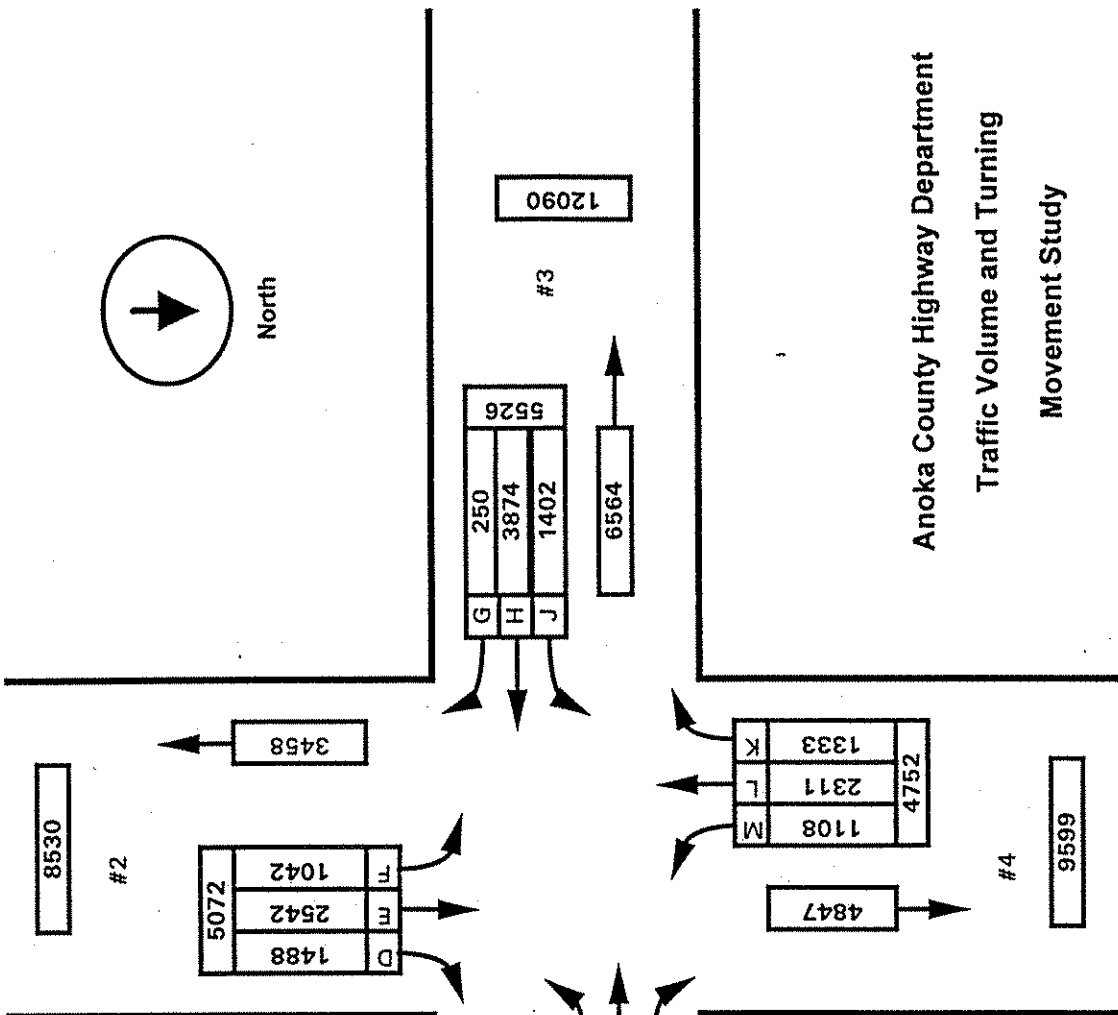 North
8530
#2
3458
5072
1488
2542
1042
D
E
F
12090
#3
5526
G 250
H 3874
J 1402
6564
K 1333
L 2311
M 1108
4752
4847
#4
9599
Anoka County Highway Department
Traffic Volume and Turning
Movement Study